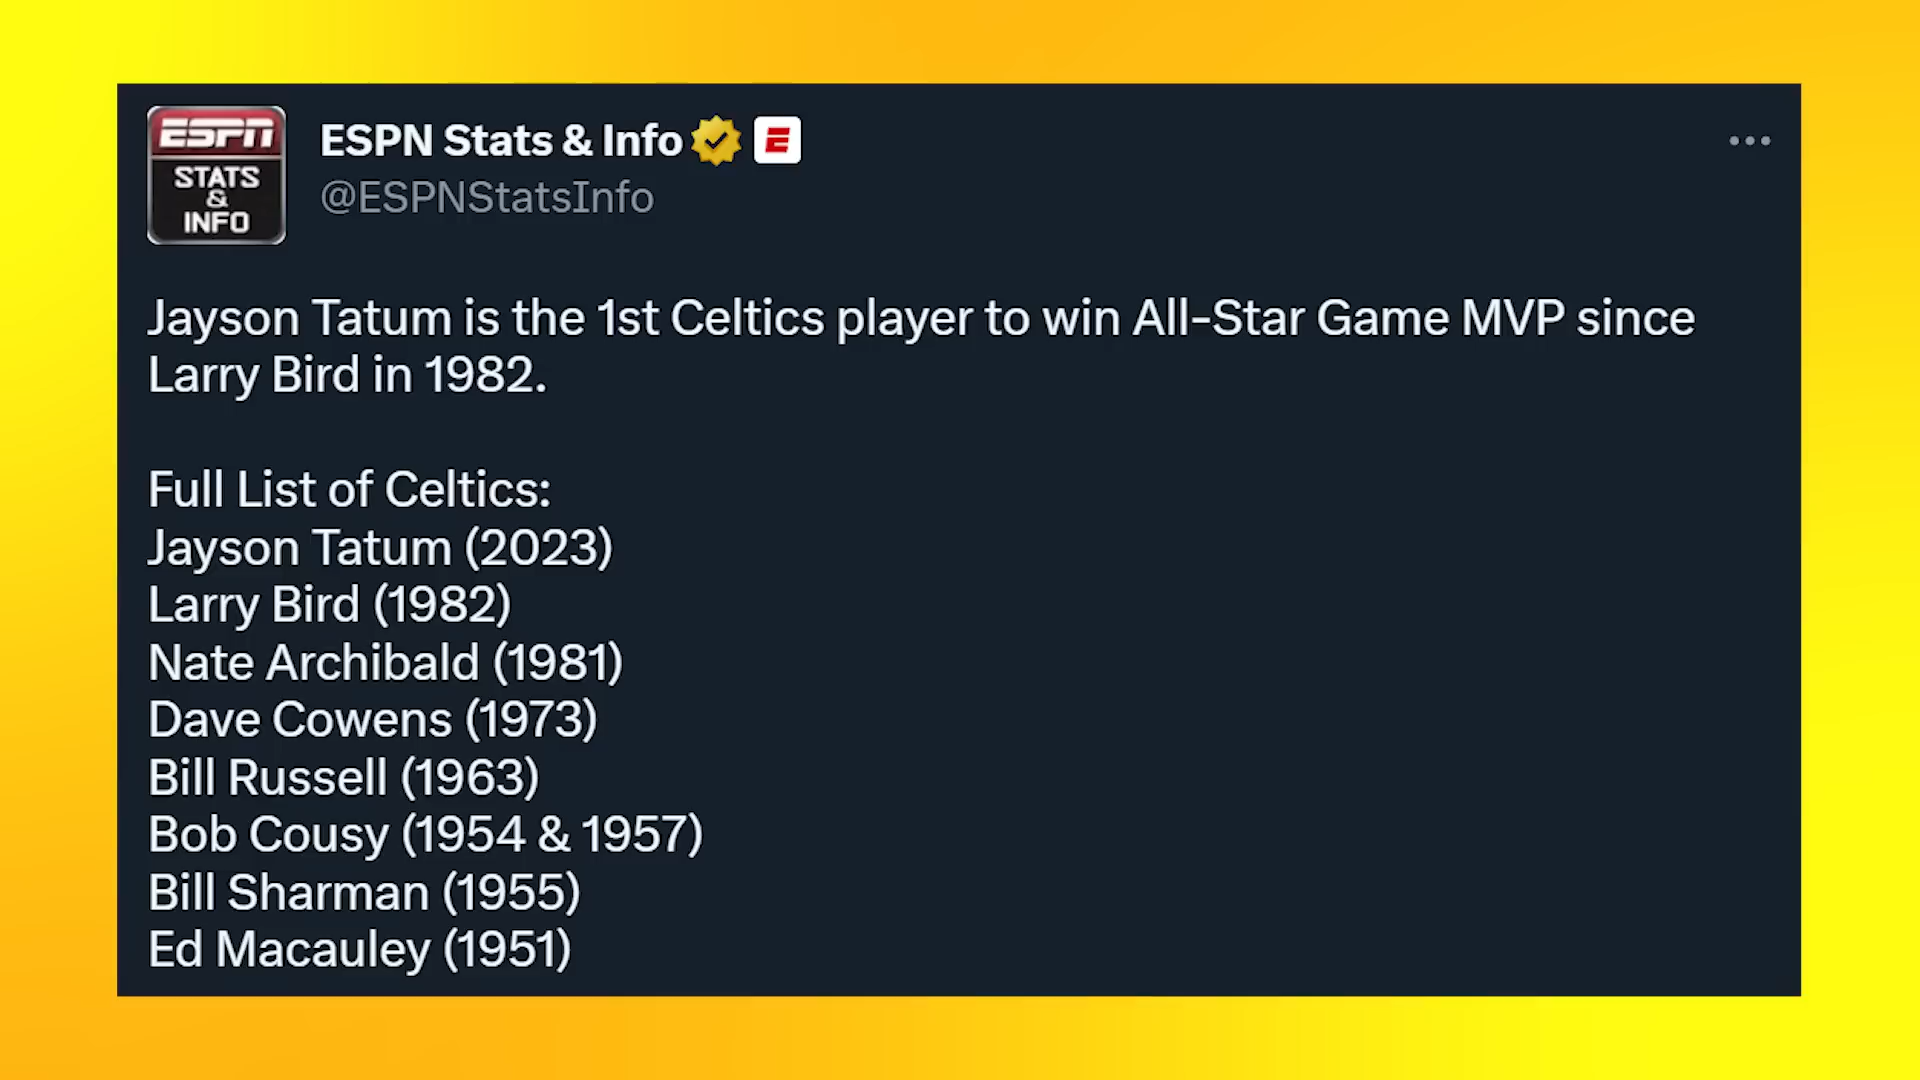 ESPN
STATS
&
INFO
ESPN Stats & Info E
@ESPNStatsInfo
Jayson Tatum is the 1st Celtics player to win All-Star Game MVP since
Larry Bird in 1982.
Full List of Celtics:
Jayson Tatum (2023)
Larry Bird (1982)
Nate Archibald (1981)
Dave Cowens (1973)
Bill Russell (1963)
Bob Cousy (1954 & 1957)
Bill Sharman (1955)
Ed Macauley (1951)